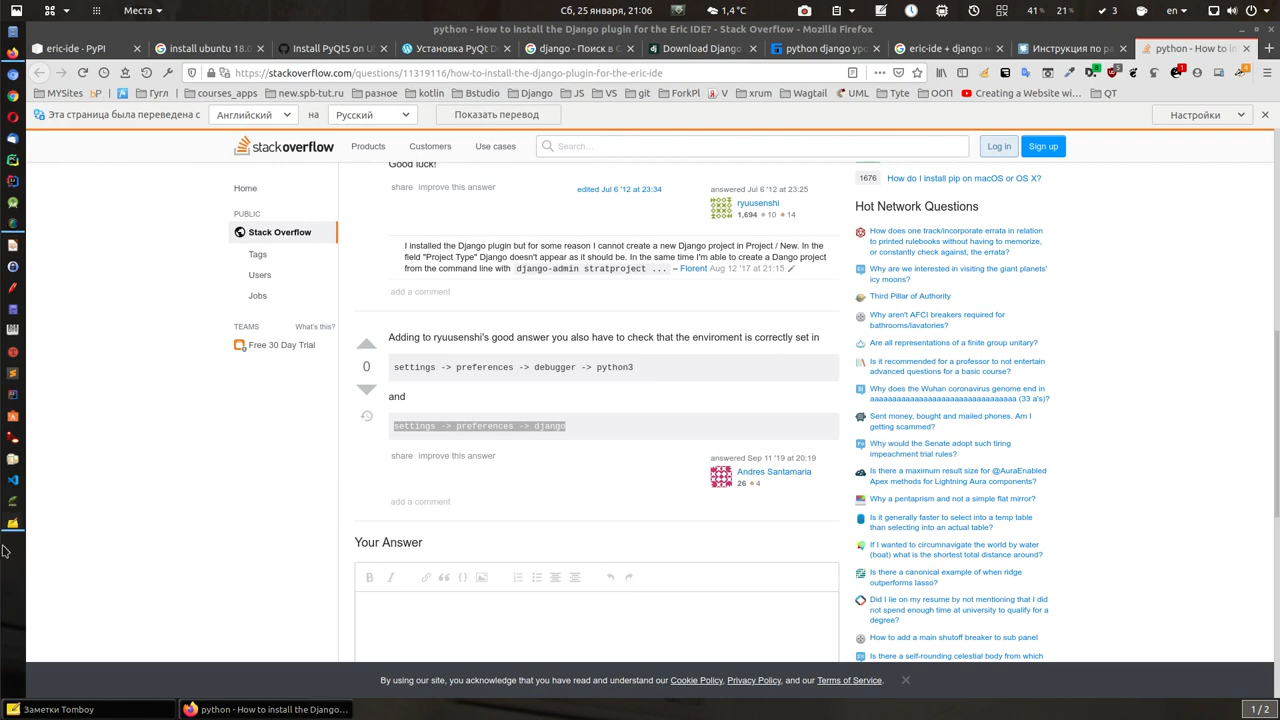 Места
Сб, 25 января, 21:06
1,4°C
41%
21%
python - How to install the Django plugin for the Eric IDE? - Stack Overflow - Mozilla Firefox
eric-ide · PyPI
install ubuntu 18.0
Install PyQt5 on U
Установка PyQt D
django - Поиск в C
Download django
python django уро
eric-ide + django н
Инструкция по ра
python - How to in
https://stackoverflow.com/questions/11319116/how-to-install-the-django-plugin-for-the-eric-ide
MYSites
bP
Гугл
courses_apps
new.spb-tut.ru
разное
kotlin
Bstudio
Django
JS
VS
git
ForkPl
V
xrum
Wagtail
UML
Tyte
ООП
Creating a Website wi…
QT
Эта страница была переведена с
Английский
на
Русский
Показать перевод
Настройки
stackoverflow
Products
Customers
Use cases
Search…
Log in
Sign up
Good luck!
share improve this answer
edited Jul 6 '12 at 23:34
answered Jul 6 '12 at 23:25
ryuusenshi
1,694 10 14
I installed the Django plugin but for some reason I cannot create a new Django project in Project / New. In the
field "Project Type" Django doesn't appear as it should be. In the same time I'm able to create a Dango project
from the command line with django-admin stratproject ... – Florent Aug 12 '17 at 21:15
add a comment
Adding to ryuusenshi's good answer you also have to check that the enviroment is correctly set in
0
settings -> preferences -> debugger -> python3
and
settings -> preferences -> django
share improve this answer
answered Sep 11 '19 at 20:19
Andres Santamaria
26 4
add a comment
Your Answer
Home
PUBLIC
Stack Overflow
Tags
Users
Jobs
TEAMS What's this?
Free 30 Day Trial
1676 How do I install pip on macOS or OS X?
Hot Network Questions
How does one track/incorporate errata in relation
to printed rulebooks without having to memorize,
or constantly check against, the errata?
Why are we interested in visiting the giant planets'
icy moons?
Third Pillar of Authority
Why aren't AFCI breakers required for
bathrooms/lavatories?
Are all representations of a finite group unitary?
Is it recommended for a professor to not entertain
advanced questions for a basic course?
Why does the Wuhan coronavirus genome end in
aaaaaaaaaaaaaaaaaaaaaaaaaaaaaaaaa (33 a's)?
Sent money, bought and mailed phones. Am I
getting scammed?
Why would the Senate adopt such tiring
impeachment trial rules?
Is there a maximum result size for @AuraEnabled
Apex methods for Lightning Aura components?
Why a pentaprism and not a simple flat mirror?
Is it generally faster to select into a temp table
than selecting into an actual table?
If I wanted to circumnavigate the world by water
(boat) what is the shortest total distance around?
Is there a canonical example of when ridge
outperforms lasso?
Did I lie on my resume by not mentioning that I did
not spend enough time at university to qualify for a
degree?
How to add a main shutoff breaker to sub panel
Is there a self-rounding celestial body from which
By using our site, you acknowledge that you have read and understand our Cookie Policy, Privacy Policy, and our Terms of Service.
Заметки Tomboy
python - How to install the Django…
1 / 2